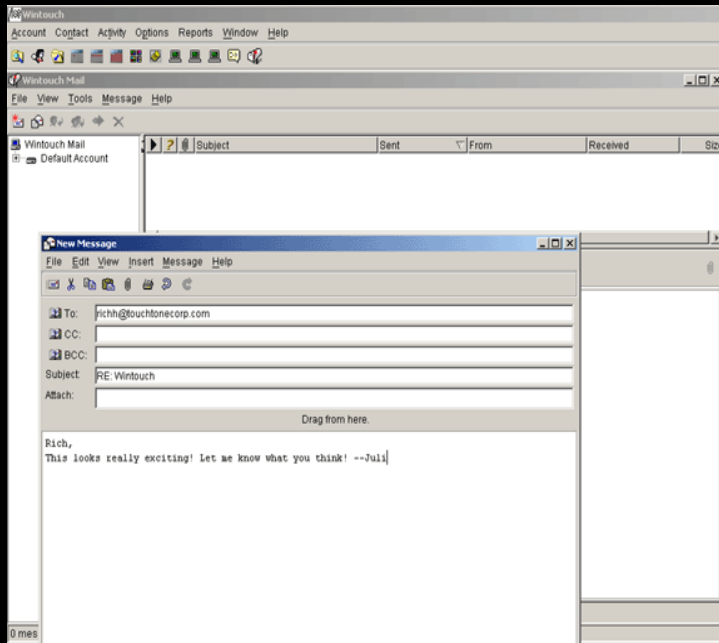 Wintouch
Account Contact Activity Options Reports Window Help
Wintouch Mail
File View Tools Message Help
Wintouch Mail
Default Account
Subject Sent From Received Size
New Message
File Edit View Insert Message Help
To: richh@touchtonecorp.com
CC:
BCC:
Subject: RE: Wintouch
Attach:
Drag from here.
Rich,
This looks really exciting! Let me know what you think! --Juli
0 mes